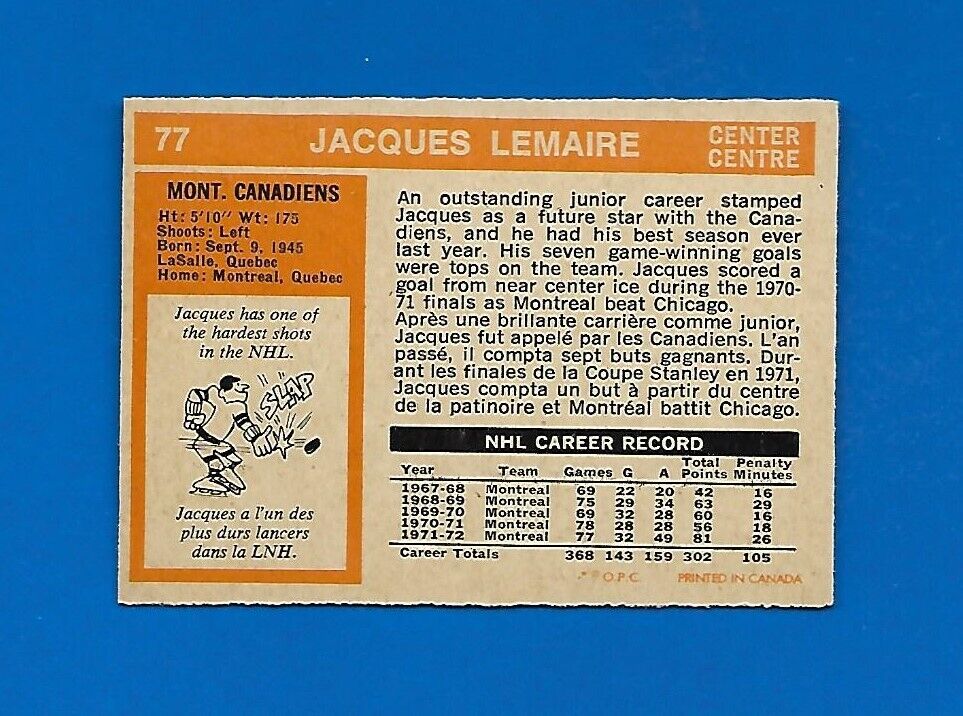 77 JACQUES LEMAIRE CENTER
CENTRE
MONT. CANADIENS
Ht: 5'10" Wt: 175
Shoots: Left
Born: Sept. 9, 1945
LaSalle, Quebec
Home: Montreal, Quebec
Jacques has one of
the hardest shots
in the NHL.
SLAP
Jacques a l'un des
plus durs lancers
dans la LNH.
An outstanding junior career stamped
Jacques as a future star with the Cana-
diens, and he had his best season ever
last year. His seven game-winning goals
were tops on the team. Jacques scored a
goal from near center ice during the 1970-
71 finals as Montreal beat Chicago.
Après une brillante carrière comme junior,
Jacques fut appelé par les Canadiens. L'an
passé, il compta sept buts gagnants. Dur-
ant les finales de la Coupe Stanley en 1971,
Jacques compta un but à partir du centre
de la patinoire et Montréal battit Chicago.
NHL CAREER RECORD
Year Team Games G A Total Points Penalty Minutes
1967-68 Montreal 69 22 20 42 16
1968-69 Montreal 75 29 34 63 29
1969-70 Montreal 69 32 28 60 16
1970-71 Montreal 78 28 28 56 18
1971-72 Montreal 77 32 49 81 26
Career Totals 368 143 159 302 105
O.P.C. PRINTED IN CANADA